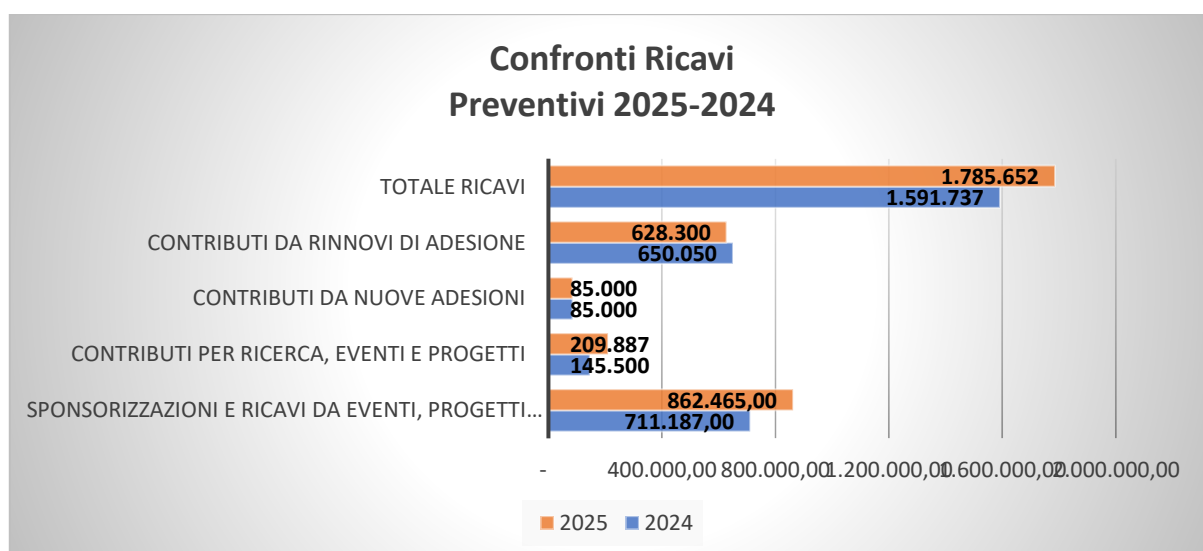 Confronti Ricavi
Preventivi 2025-2024
TOTALE RICAVI
1.785.652
1.591.737
CONTRIBUTI DA RINNOVI DI ADESIONE
628.300
650.050
CONTRIBUTI DA NUOVE ADESIONI
85.000
85.000
CONTRIBUTI PER RICERCA, EVENTI E PROGETTI
209.887
145.500
SPONSORIZZAZIONI E RICAVI DA EVENTI, PROGETTI…
862.465,00
711.187,00
- 400.000,00 800.000,00 1.200.000,00 1.600.000,00 2.000.000,00
2025 2024